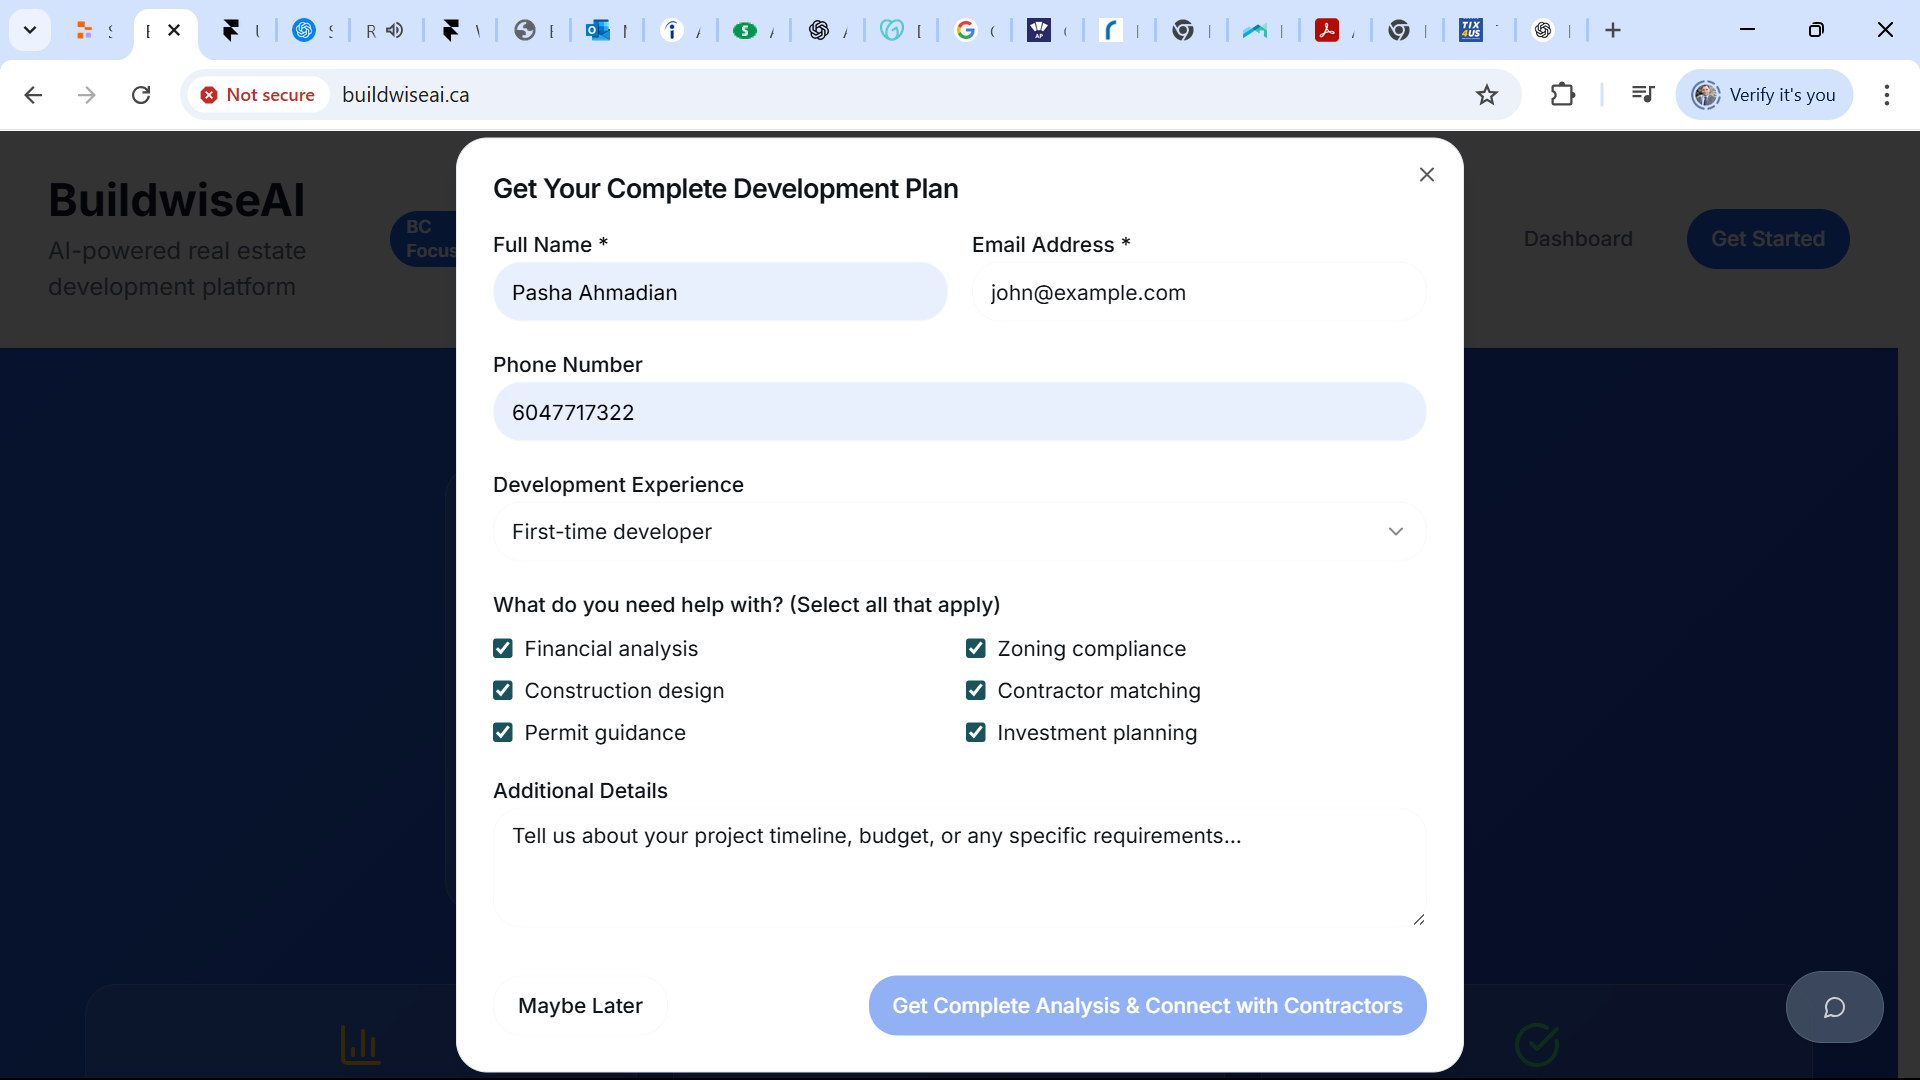 Not secure
buildwiseai.ca
Verify it's you
BuildwiseAI
AI-powered real estate
development platform
BC
Focus
Dashboard
Get Started
Get Your Complete Development Plan
Full Name *
Email Address *
Pasha Ahmadian
john@example.com
Phone Number
6047717322
Development Experience
First-time developer
What do you need help with? (Select all that apply)
Financial analysis
Zoning compliance
Construction design
Contractor matching
Permit guidance
Investment planning
Additional Details
Tell us about your project timeline, budget, or any specific requirements...
Maybe Later
Get Complete Analysis & Connect with Contractors